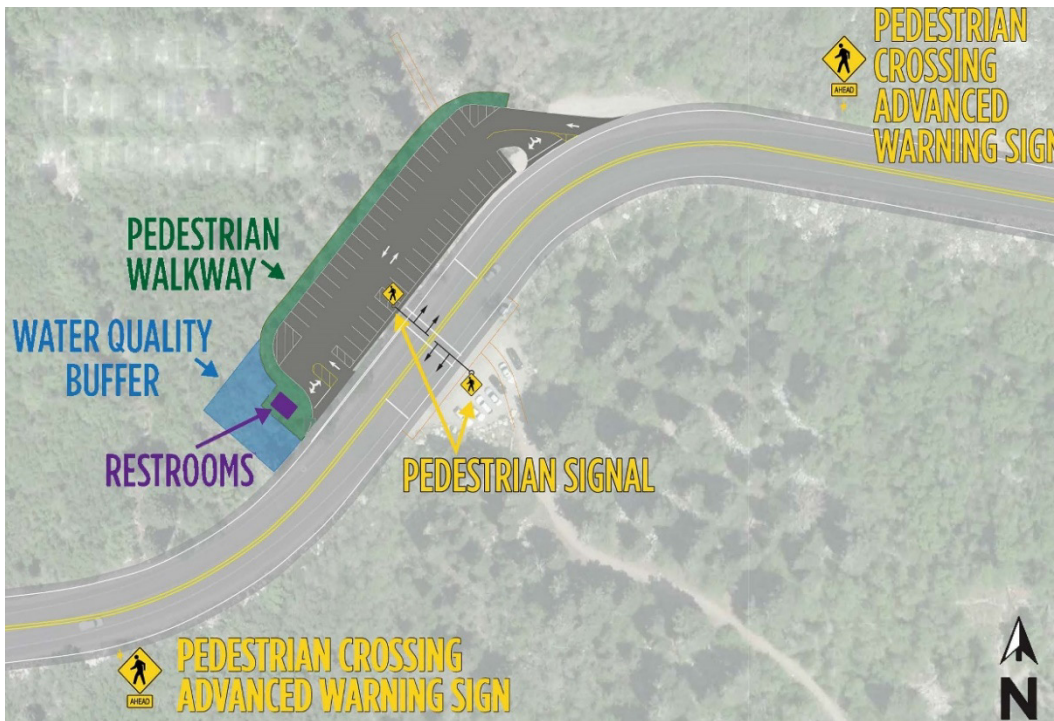 PEDESTRIAN
CROSSING
ADVANCED
WARNING SIGN
AHEAD
PEDESTRIAN
WALKWAY
WATER QUALITY
BUFFER
RESTROOMS
PEDESTRIAN SIGNAL
PEDESTRIAN CROSSING
ADVANCED WARNING SIGN
AHEAD
N